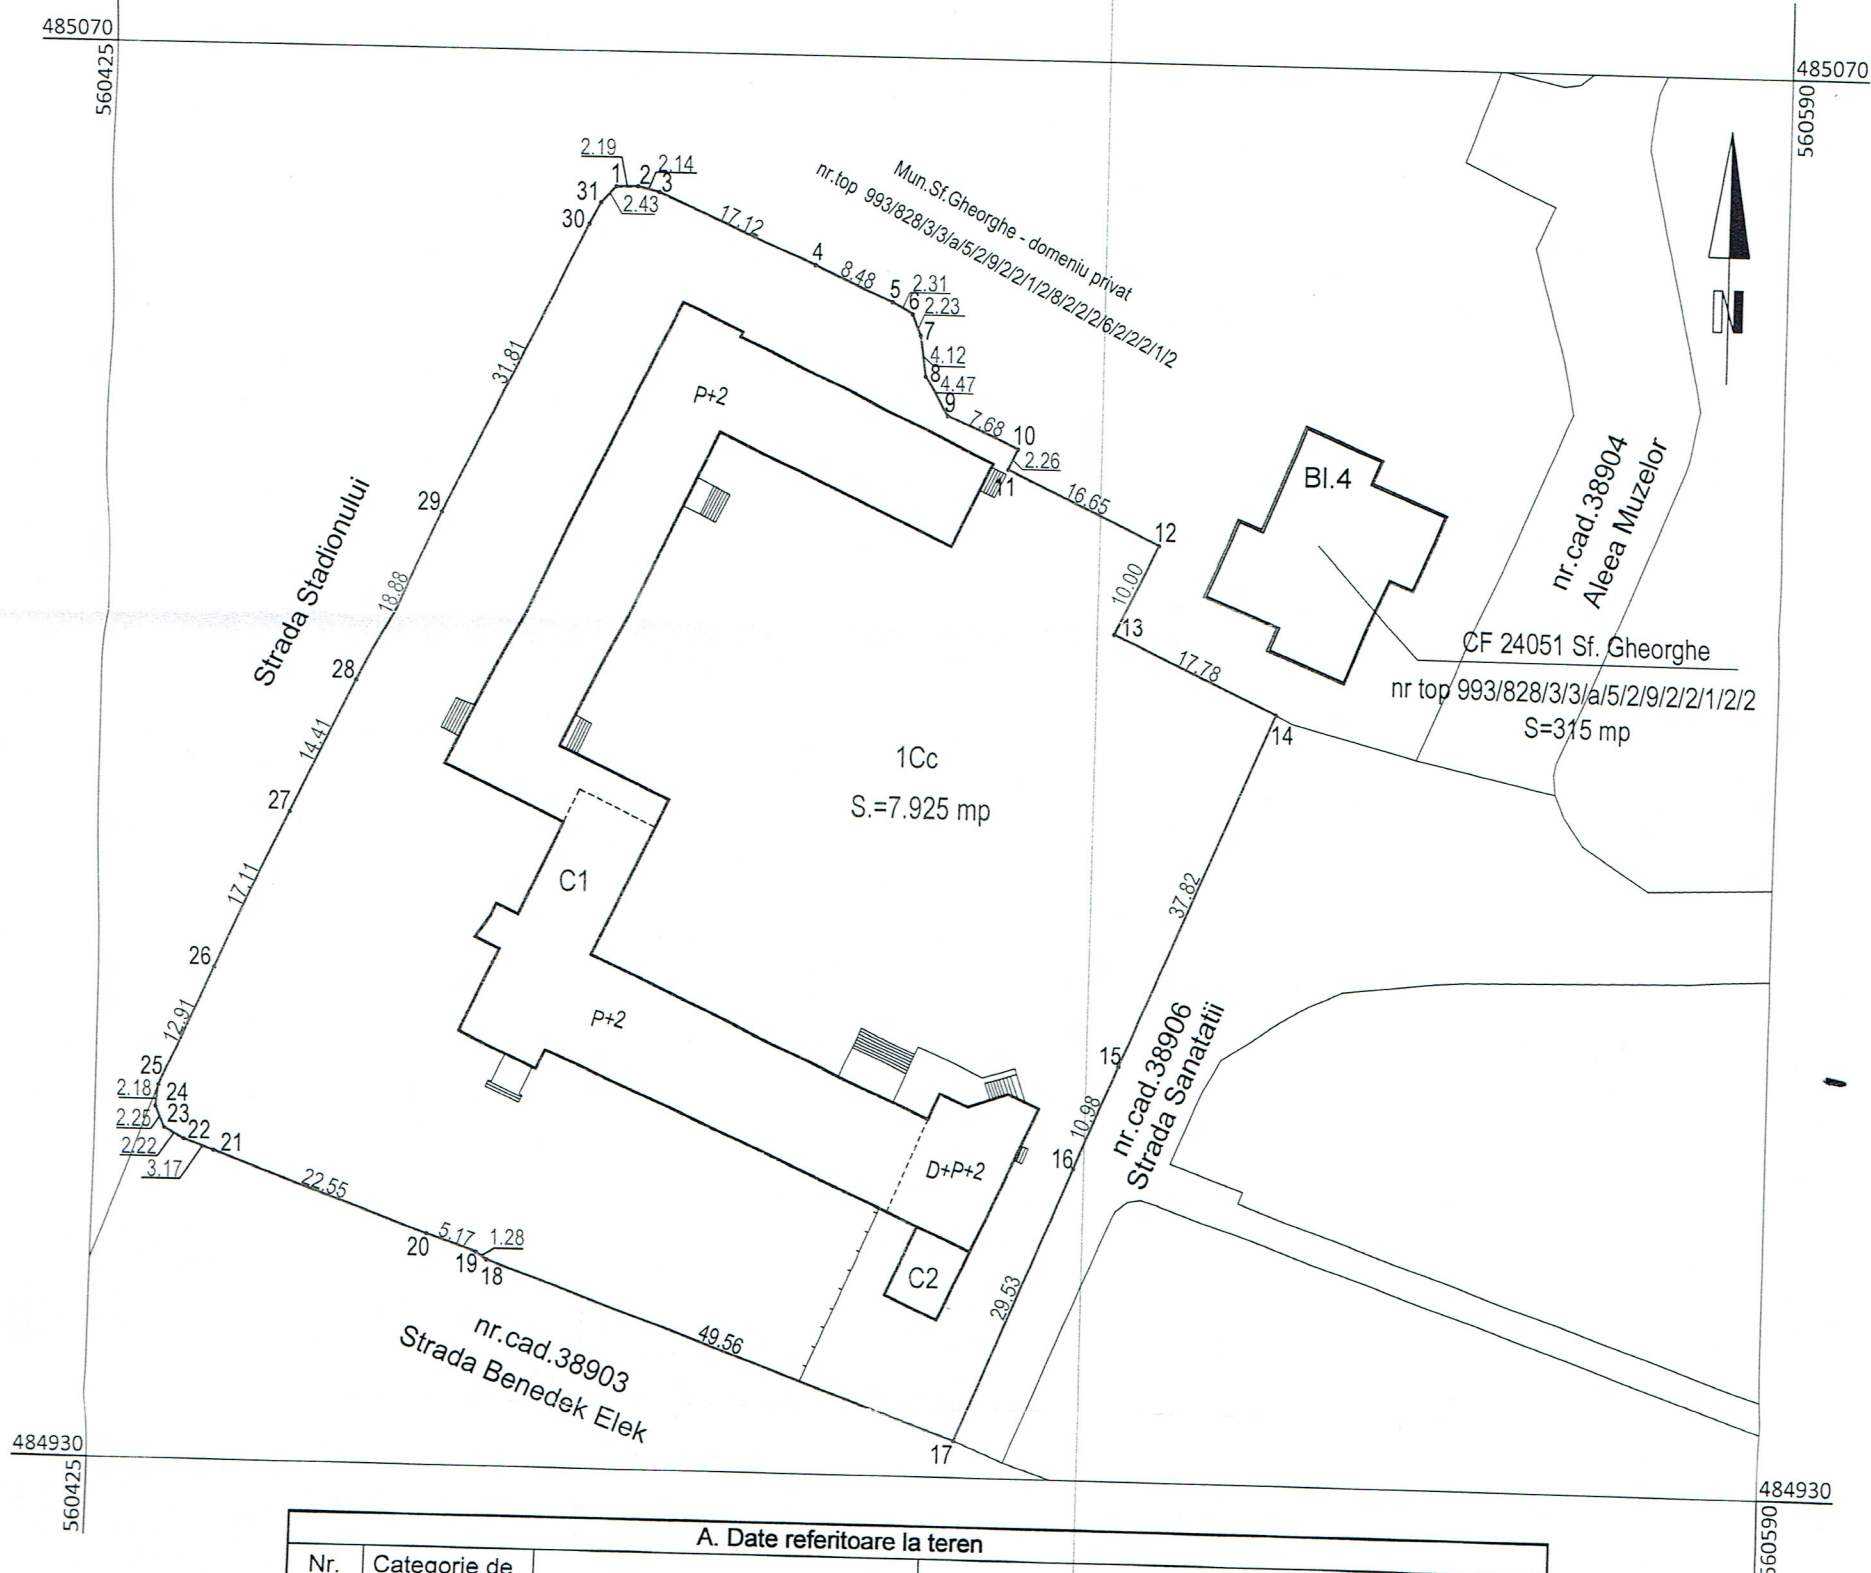 485070
560425
485070
560590
2.19
1
2
2.14
3
31
2.43
30
17.12
Mun.Sf.Gheorghe - domeniu privat
nr.top 993/828/3/3/a/5/2/9/2/2/1/2/8/2/2/2/6/2/2/2/1/2
4
8.48
5
2.31
6
2.23
7
4.12
8
4.47
9
7.68
10
2.26
11
16.65
12
10.00
13
17.78
14
N
31.81
P+2
Bl.4
nr.cad.38904
Aleea Muzelor
29
Strada Stadionului
18.88
28
CF 24051 Sf. Gheorghe
nr top 993/828/3/3/a/5/2/9/2/2/1/2/2
S=315 mp
14.41
1Cc
S.=7.925 mp
27
17.11
C1
37.82
26
12.91
P+2
15
nr.cad.38906
Strada Sanatatii
10.98
16
25
2.18
24
2.25
23
2.22
22
3.17
21
22.55
D+P+2
5.17
1.28
20
19
18
C2
29.53
49.56
nr.cad.38903
Strada Benedek Elek
17
484930
560425
484930
560590
A. Date referitoare la teren
Nr.
Categorie de